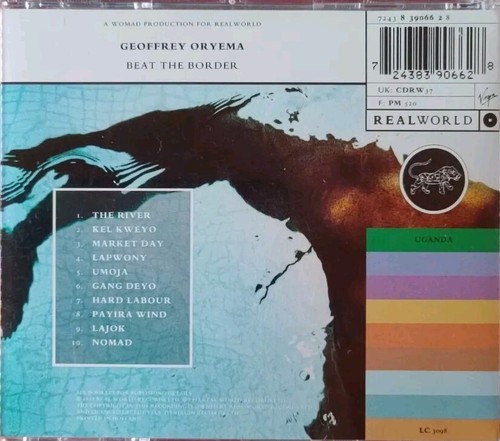 A WOMAD PRODUCTION FOR REALWORLD
GEOFFREY ORYEMA
BEAT THE BORDER
7243 8 39066 2 8
7 24383 90662 8
UK: CDRW37
F: PM 520
Virgin
REALWORLD
UGANDA
1. THE RIVER
2. KEL KWEYO
3. MARKET DAY
4. LAPWONY
5. UMOJA
6. GANG DEYO
7. HARD LABOUR
8. PAYIRA WIND
9. LAJOK
10. NOMAD
LC 3098